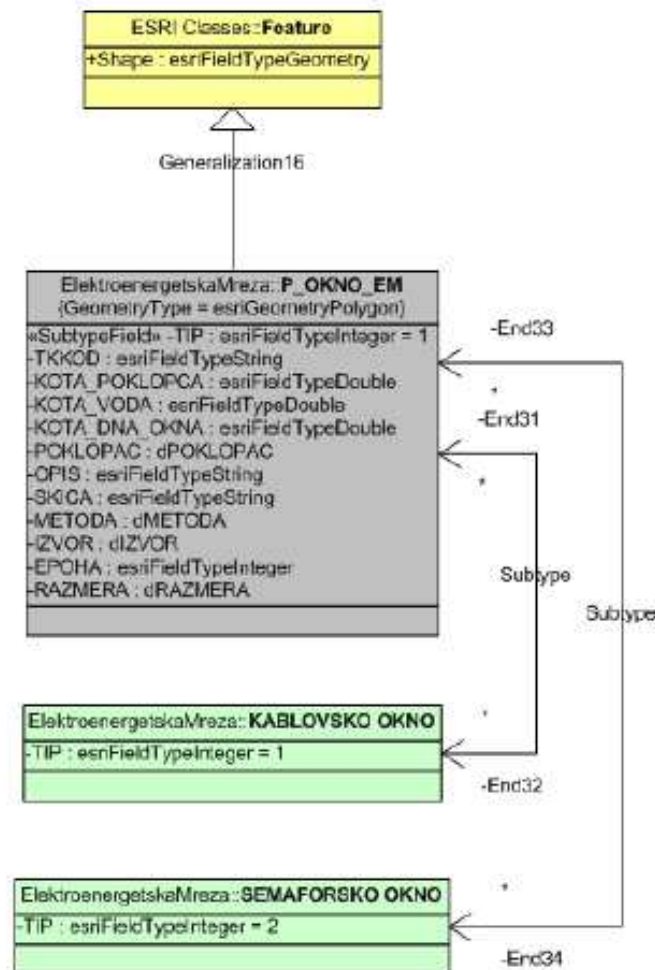 ESRI Classes::Feature
+Shape : esriFieldTypeGeometry
Generalization16
ElektroenergetskaMreza::P_OKNO_EM
{GeometryType = esriGeometryPolygon}
«SubtypeField» -TIP : esriFieldTypeInteger = 1
-TKKOD : esriFieldTypeString
-KOTA_POKLOPCA : esriFieldTypeDouble
-KOTA_VODA : esriFieldTypeDouble
-KOTA_DNA_OKNA : esriFieldTypeDouble
-POKLOPAC : dPOKLOPAC
-OPIS : esriFieldTypeString
-SKICA : esriFieldTypeString
-METODA : dMETODA
-IZVOR : dIZVOR
-EPOHA : esriFieldTypeInteger
-RAZMERA : dRAZMERA
-End33
*
-End31
*
Subtype
Subtype
ElektroenergetskaMreza::KABLOVSKO OKNO
-TIP : esriFieldTypeInteger = 1
*
-End32
ElektroenergetskaMreza::SEMAFORSKO OKNO
-TIP : esriFieldTypeInteger = 2
*
-End34